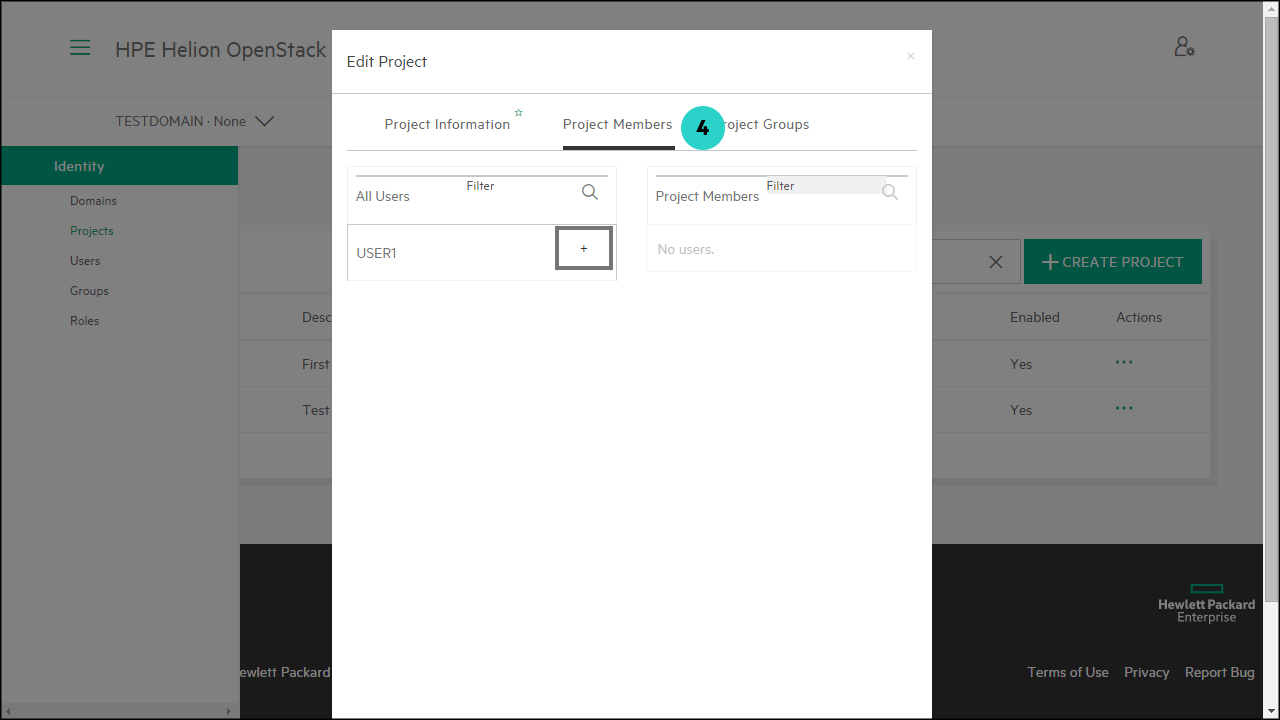 HPE Helion OpenStack
Edit Project
×
TESTDOMAIN · None
Project Information
Project Members
4
roject Groups
Identity
Domains
Projects
Users
Groups
Roles
All Users
Filter
USER1
+
Project Members
Filter
No users.
CREATE PROJECT
Desc
Enabled
Actions
First
Yes
Test
Yes
Hewlett Packard
Enterprise
ewlett Packard
Terms of Use
Privacy
Report Bug